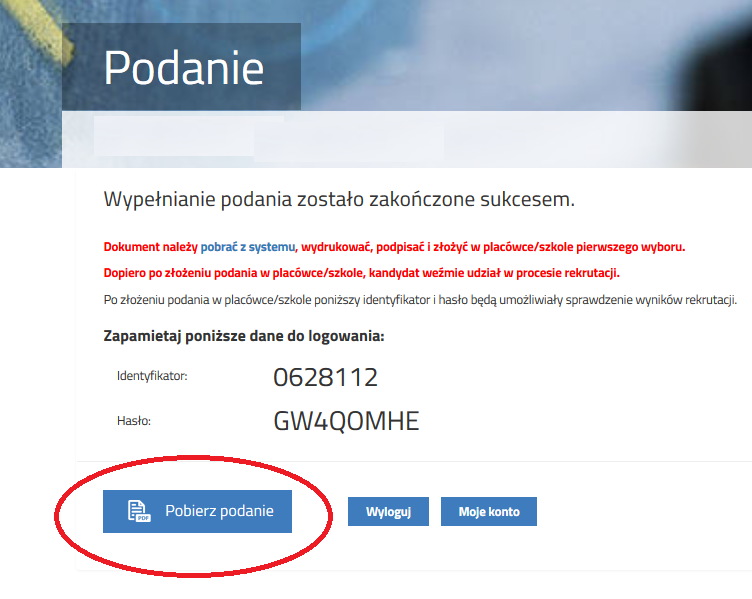 Podanie
Wypełnianie podania zostało zakończone sukcesem.
Dokument należy pobrać z systemu, wydrukować, podpisać i złożyć w placówce/szkole pierwszego wyboru.
Dopiero po złożeniu podania w placówce/szkole, kandydat weźmie udział w procesie rekrutacji.
Po złożeniu podania w placówce/szkole poniższy identyfikator i hasło będą umożliwiały sprawdzenie wyników rekrutacji.
Zapamietaj poniższe dane do logowania:
Identyfikator: 0628112
Hasło: GW4QOMHE
PDF Pobierz podanie Wyloguj Moje konto